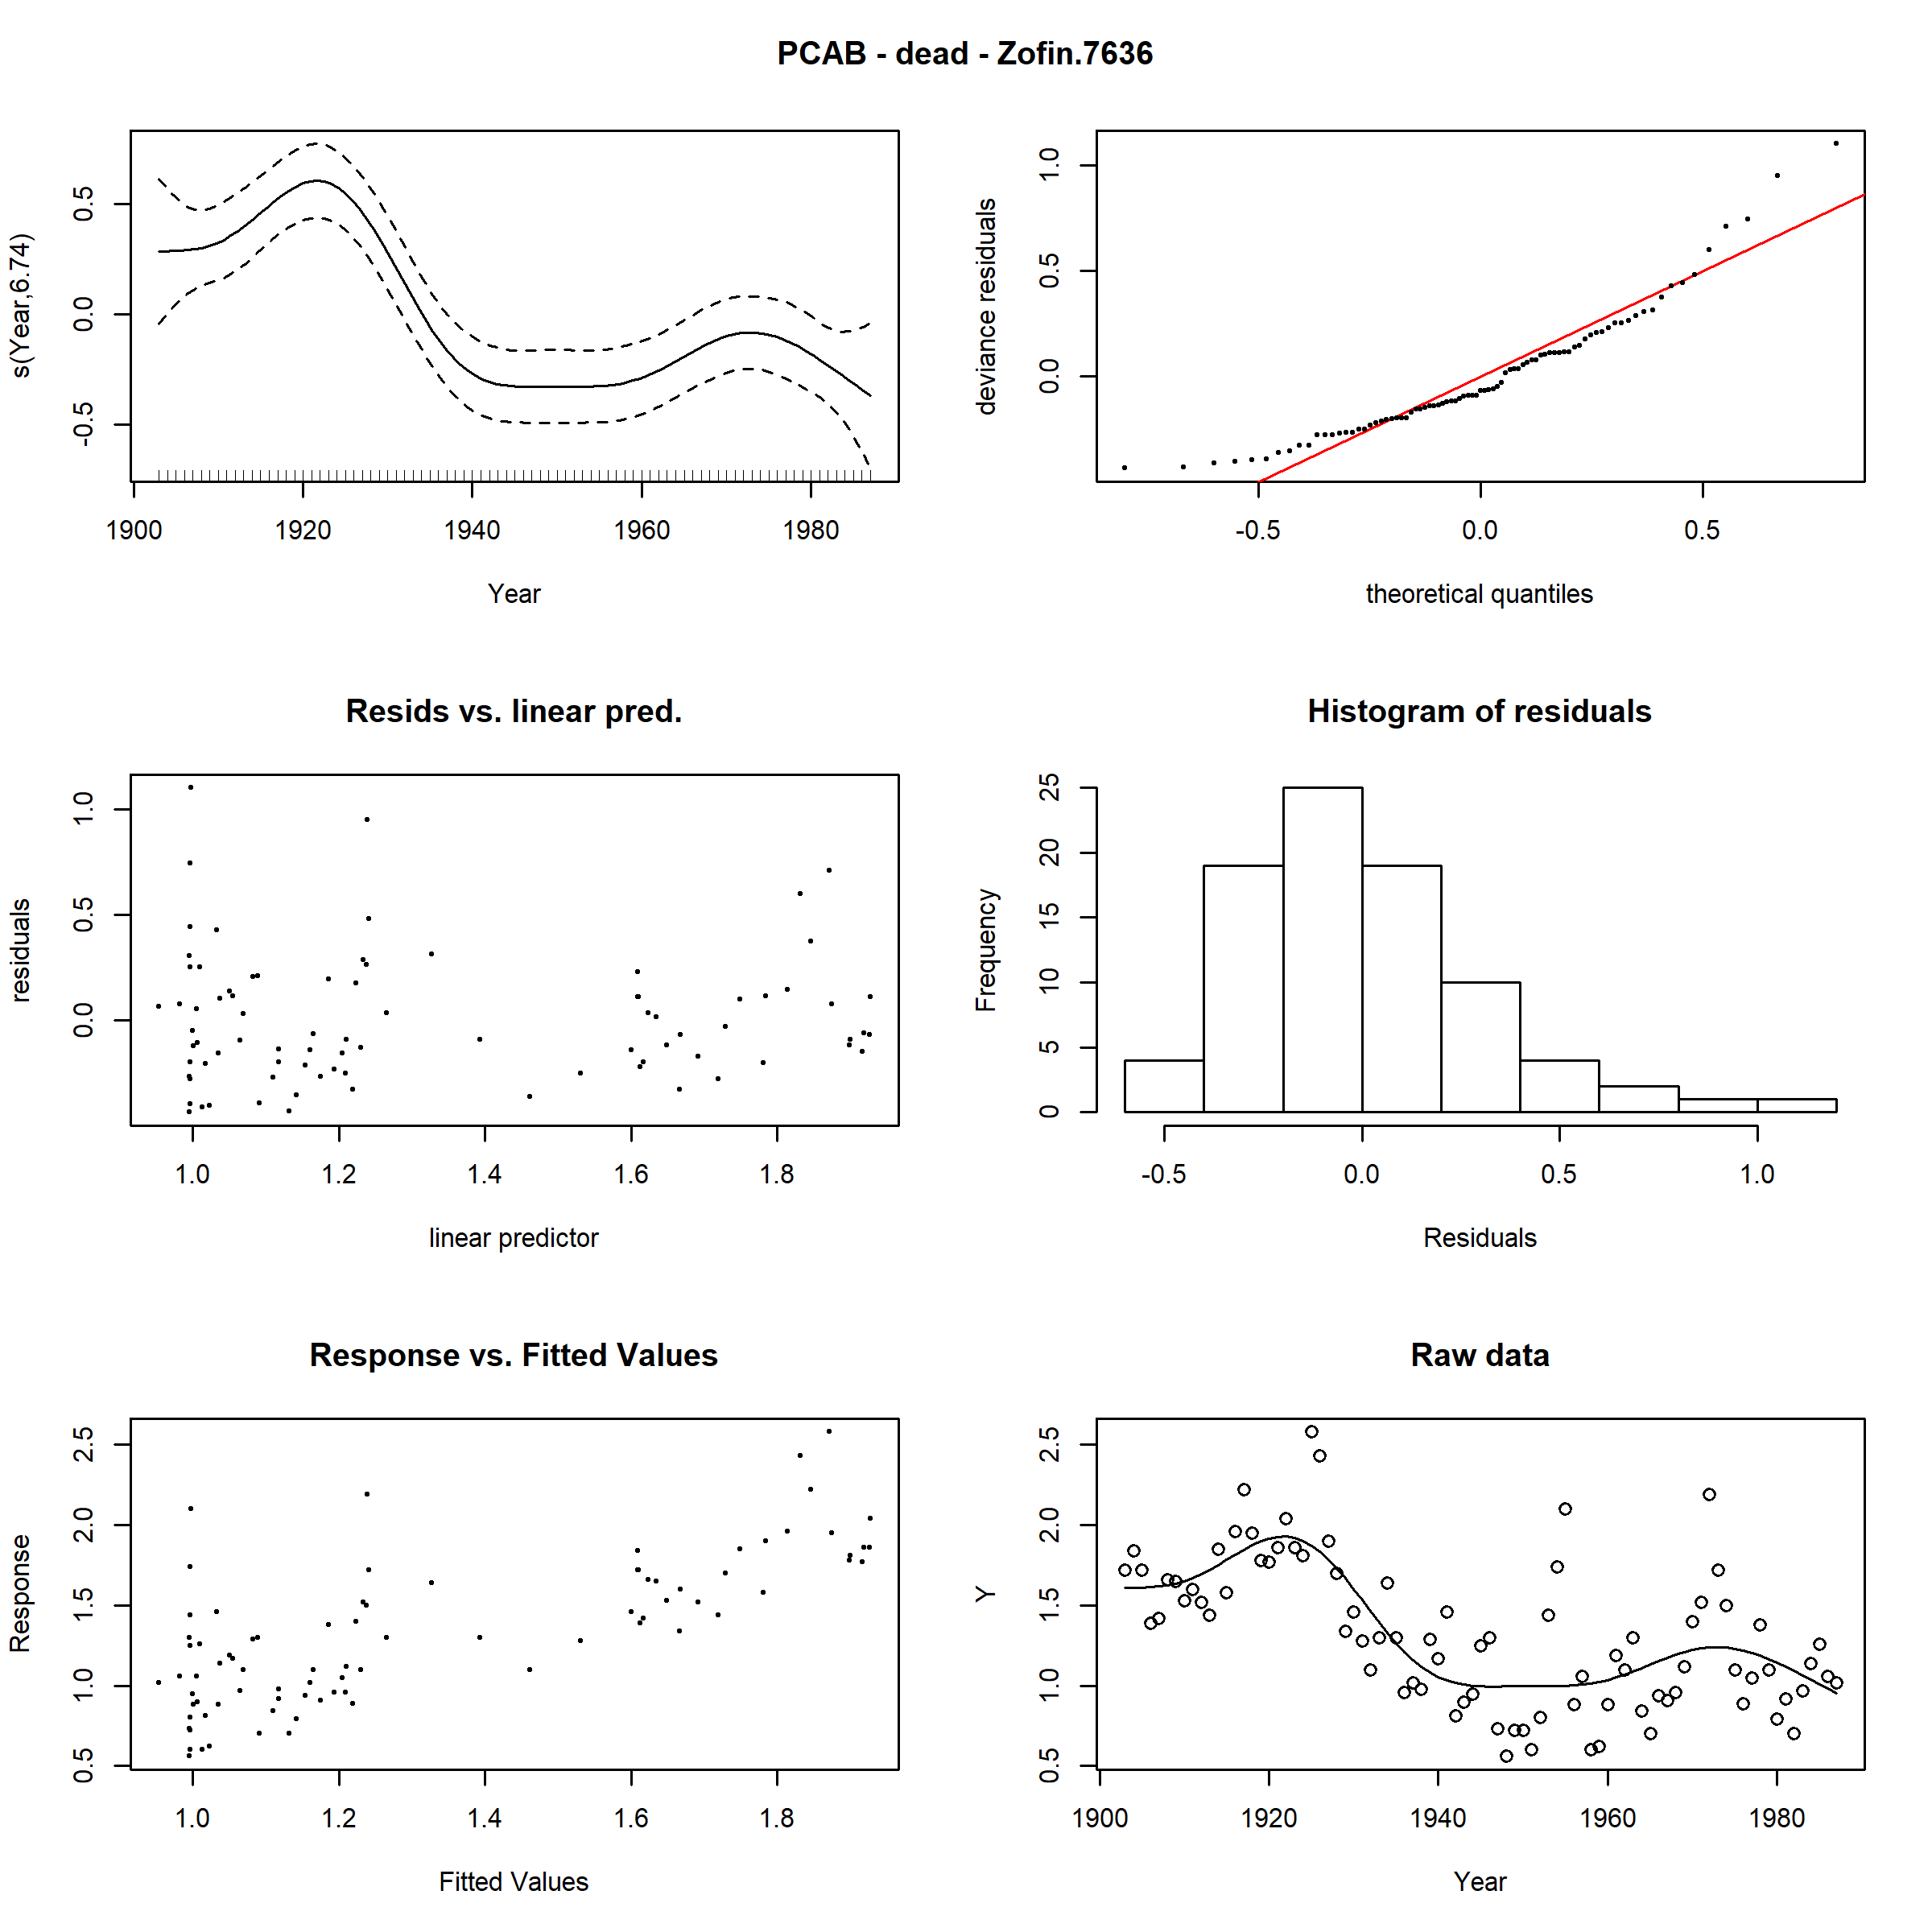 PCAB - dead - Zofin.7636
s(Year,6.74)
0.5
0.0
-0.5
1900 1920 1940 1960 1980
Year
deviance residuals
1.0
0.5
0.0
-0.5 0.0 0.5
theoretical quantiles
Resids vs. linear pred.
residuals
1.0
0.5
0.0
1.0 1.2 1.4 1.6 1.8
linear predictor
Histogram of residuals
Frequency
25
20
15
10
5
0
-0.5 0.0 0.5 1.0
Residuals
Response vs. Fitted Values
Response
2.5
2.0
1.5
1.0
0.5
1.0 1.2 1.4 1.6 1.8
Fitted Values
Raw data
Y
2.5
2.0
1.5
1.0
0.5
1900 1920 1940 1960 1980
Year